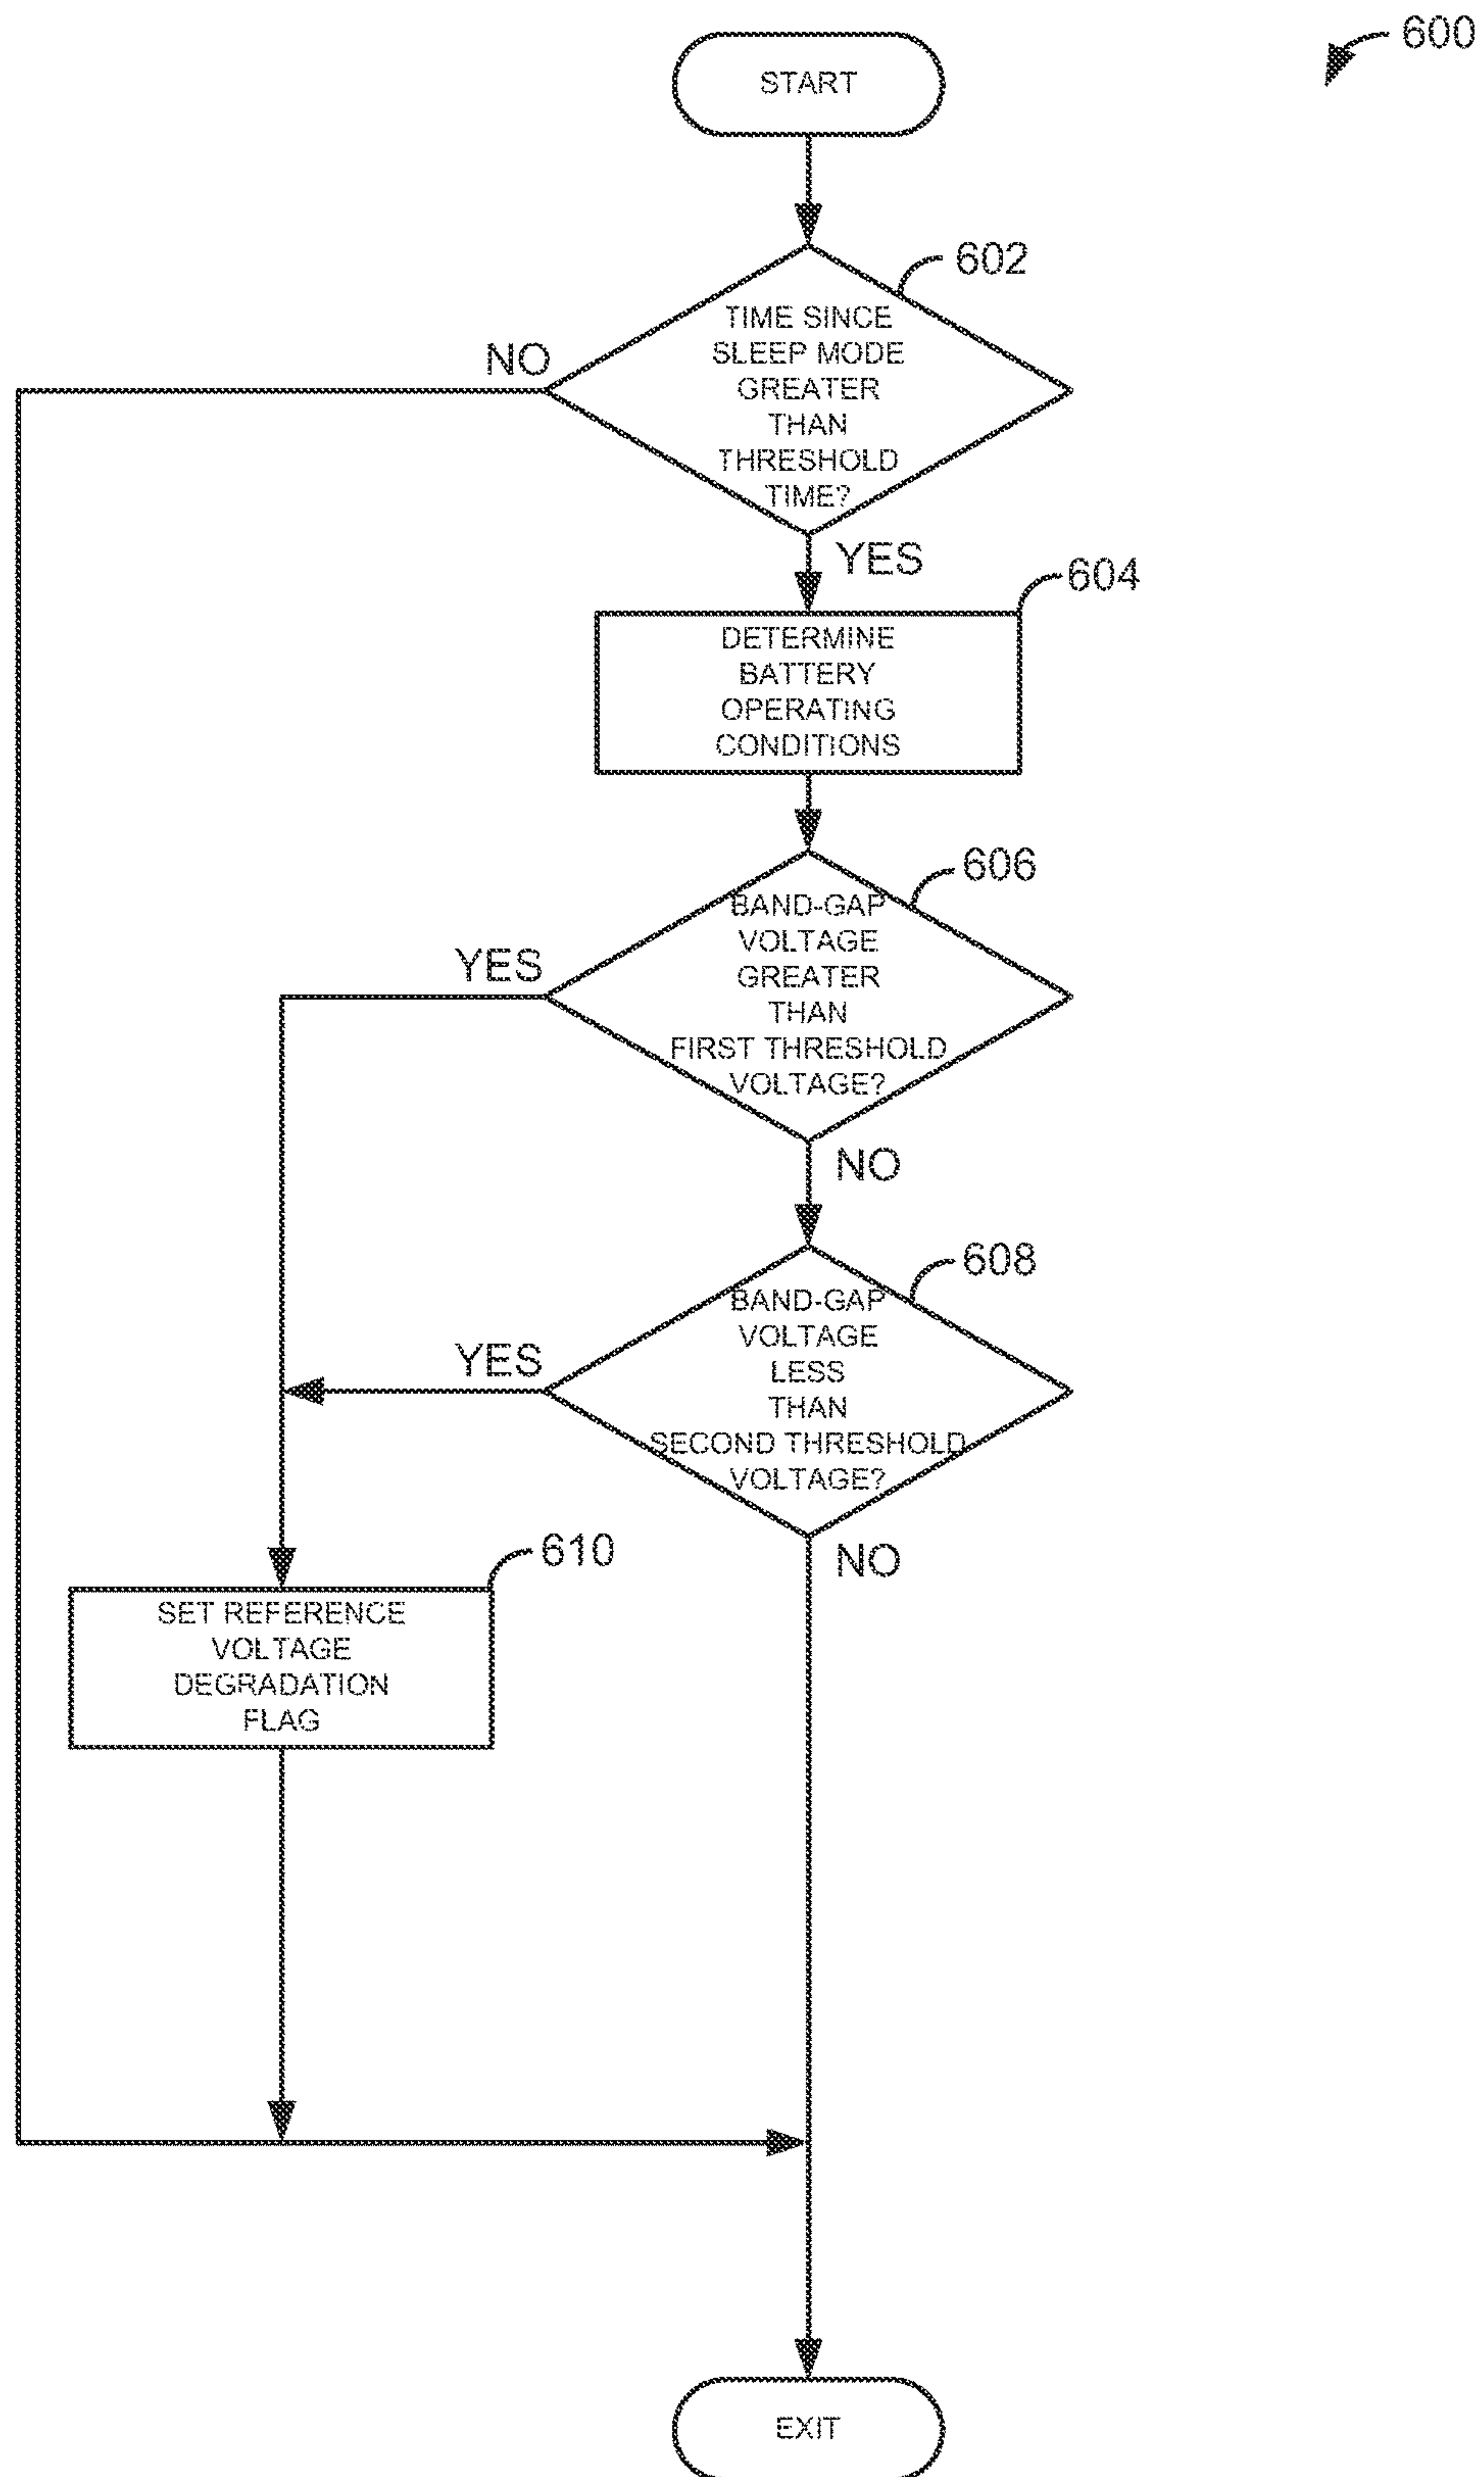 600
START
602
TIME SINCE
SLEEP MODE
GREATER
THAN
THRESHOLD
TIME?
NO
YES
604
DETERMINE
BATTERY
OPERATING
CONDITIONS
606
BAND-GAP
VOLTAGE
GREATER
THAN
FIRST THRESHOLD
VOLTAGE?
YES
NO
608
BAND-GAP
VOLTAGE
LESS
THAN
SECOND THRESHOLD
VOLTAGE?
YES
NO
610
SET REFERENCE
VOLTAGE
DEGRADATION
FLAG
EXIT